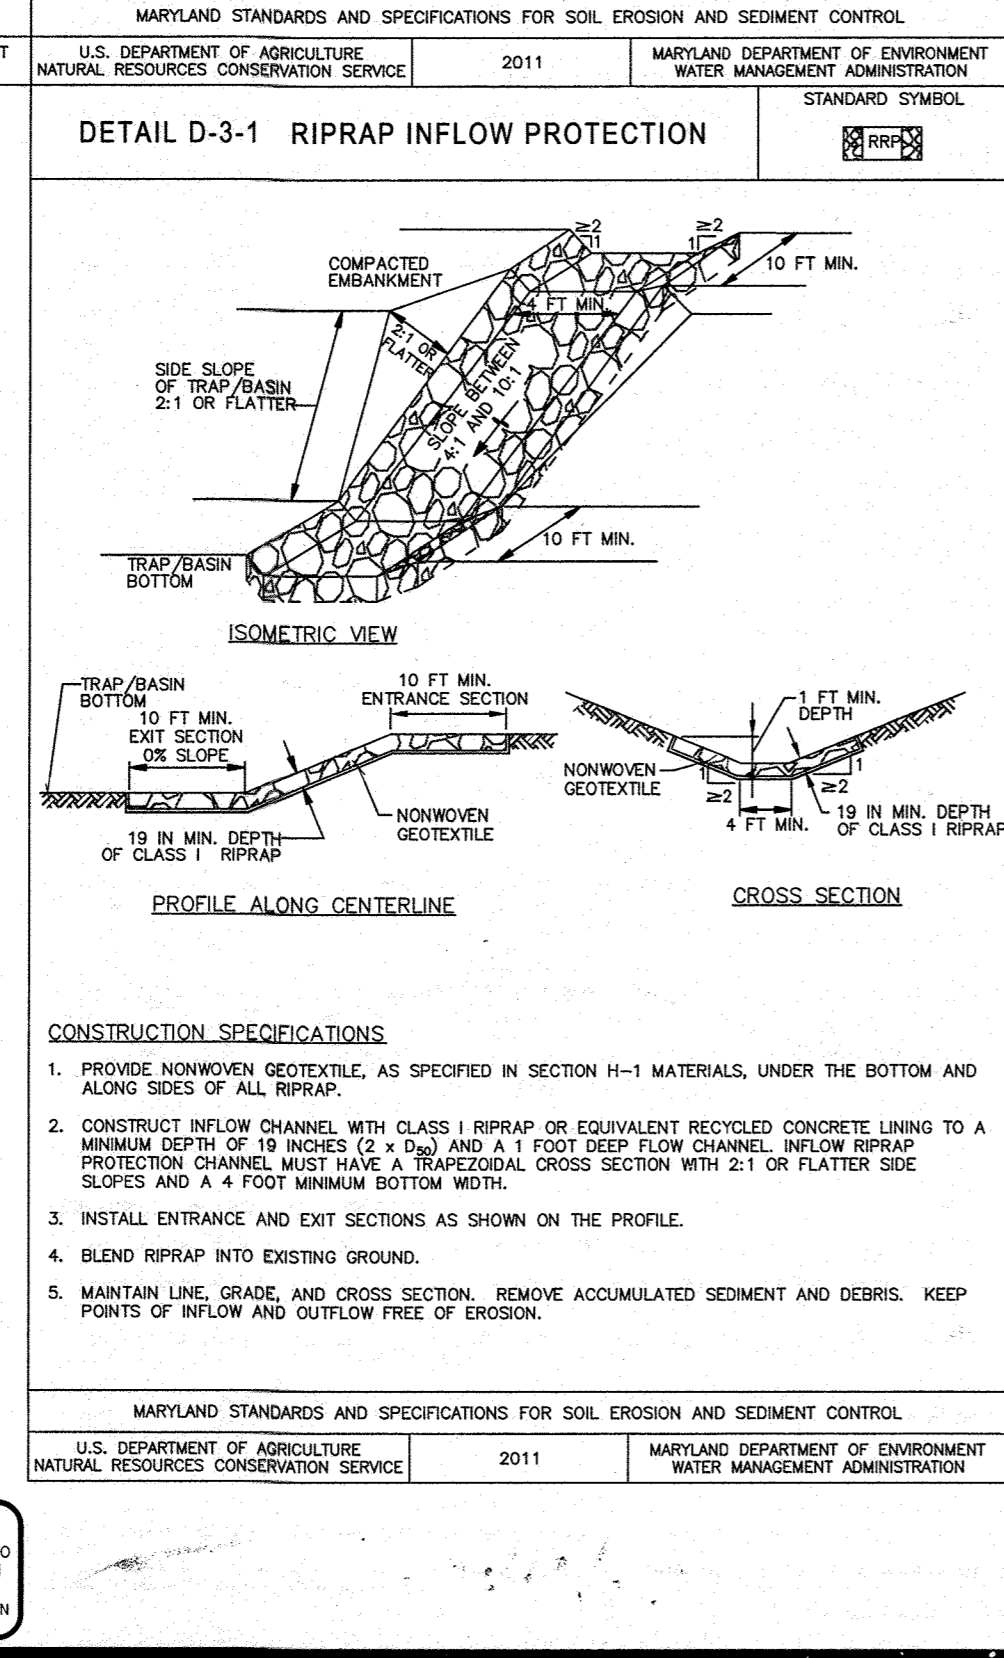 MARYLAND STANDARDS AND SPECIFICATIONS FOR SOIL EROSION AND SEDIMENT CONTROL
T
U.S. DEPARTMENT OF AGRICULTURE
NATURAL RESOURCES CONSERVATION SERVICE
2011
MARYLAND DEPARTMENT OF ENVIRONMENT
WATER MANAGEMENT ADMINISTRATION
DETAIL D-3-1 RIPRAP INFLOW PROTECTION
STANDARD SYMBOL
RRP
≥2
1
≥2
1
10 FT MIN.
COMPACTED
EMBANKMENT
4 FT MIN.
2:1 OR
FLATTER
SIDE SLOPE
OF TRAP/BASIN
2:1 OR FLATTER
SLOPE BETWEEN
4:1 AND 10:1
10 FT MIN.
TRAP/BASIN
BOTTOM
ISOMETRIC VIEW
TRAP/BASIN
BOTTOM
10 FT MIN.
EXIT SECTION
0% SLOPE
10 FT MIN.
ENTRANCE SECTION
NONWOVEN
GEOTEXTILE
19 IN MIN. DEPTH
OF CLASS I RIPRAP
PROFILE ALONG CENTERLINE
1 FT MIN.
DEPTH
NONWOVEN
GEOTEXTILE
1
≥2
1
≥2
4 FT MIN.
19 IN MIN. DEPTH
OF CLASS I RIPRAP
CROSS SECTION
CONSTRUCTION SPECIFICATIONS
1. PROVIDE NONWOVEN GEOTEXTILE, AS SPECIFIED IN SECTION H-1 MATERIALS, UNDER THE BOTTOM AND
ALONG SIDES OF ALL RIPRAP.
2. CONSTRUCT INFLOW CHANNEL WITH CLASS I RIPRAP OR EQUIVALENT RECYCLED CONCRETE LINING TO A
MINIMUM DEPTH OF 19 INCHES (2 x D50) AND A 1 FOOT DEEP FLOW CHANNEL. INFLOW RIPRAP
PROTECTION CHANNEL MUST HAVE A TRAPEZOIDAL CROSS SECTION WITH 2:1 OR FLATTER SIDE
SLOPES AND A 4 FOOT MINIMUM BOTTOM WIDTH.
3. INSTALL ENTRANCE AND EXIT SECTIONS AS SHOWN ON THE PROFILE.
4. BLEND RIPRAP INTO EXISTING GROUND.
5. MAINTAIN LINE, GRADE, AND CROSS SECTION. REMOVE ACCUMULATED SEDIMENT AND DEBRIS. KEEP
POINTS OF INFLOW AND OUTFLOW FREE OF EROSION.
MARYLAND STANDARDS AND SPECIFICATIONS FOR SOIL EROSION AND SEDIMENT CONTROL
U.S. DEPARTMENT OF AGRICULTURE
NATURAL RESOURCES CONSERVATION SERVICE
2011
MARYLAND DEPARTMENT OF ENVIRONMENT
WATER MANAGEMENT ADMINISTRATION
O
N